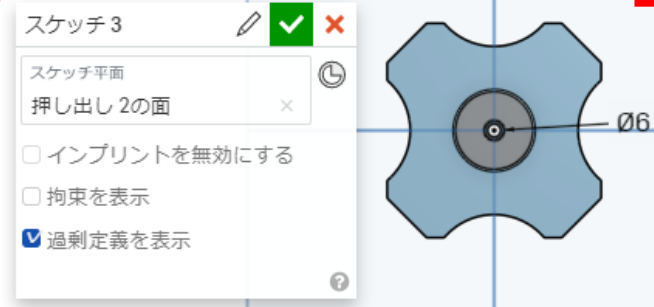 スケッチ 3
スケッチ平面
押し出し 2の面
インプリントを無効にする
拘束を表示
過剰定義を表示
Ø6